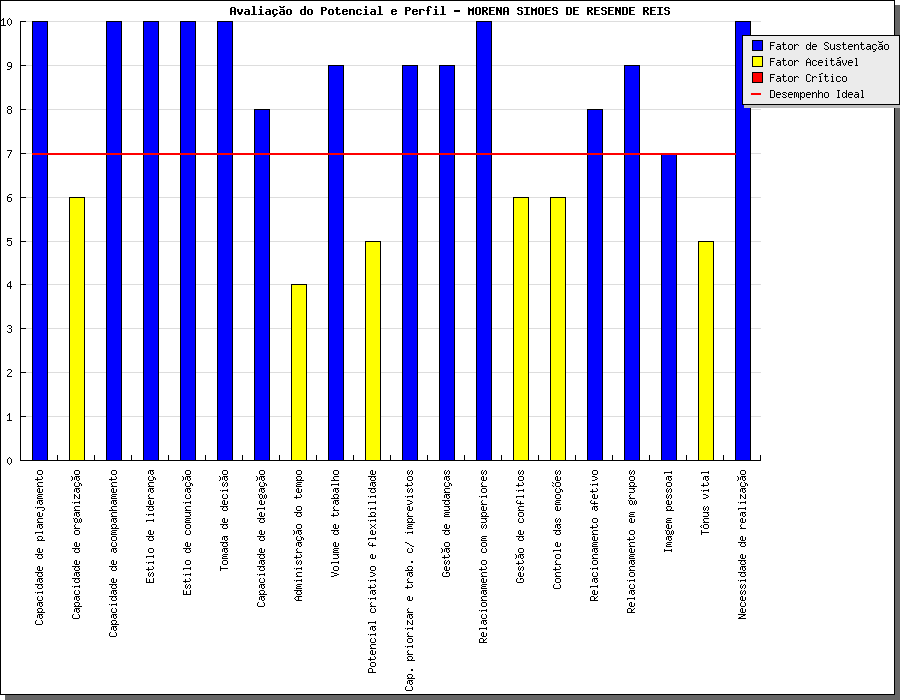 Avaliação do Potencial e Perfil - MORENA SIMOES DE RESENDE REIS
Fator de Sustentação
Fator Aceitável
Fator Crítico
Desempenho Ideal
10
9
8
7
6
5
4
3
2
1
0
Capacidade de planejamento
Capacidade de organização
Capacidade de acompanhamento
Estilo de liderança
Estilo de comunicação
Tomada de decisão
Capacidade de delegação
Administração do tempo
Volume de trabalho
Potencial criativo e flexibilidade
Cap. priorizar e trab. c/ imprevistos
Gestão de mudanças
Relacionamento com superiores
Gestão de conflitos
Controle das emoções
Relacionamento afetivo
Relacionamento em grupos
Imagem pessoal
Tônus vital
Necessidade de realização